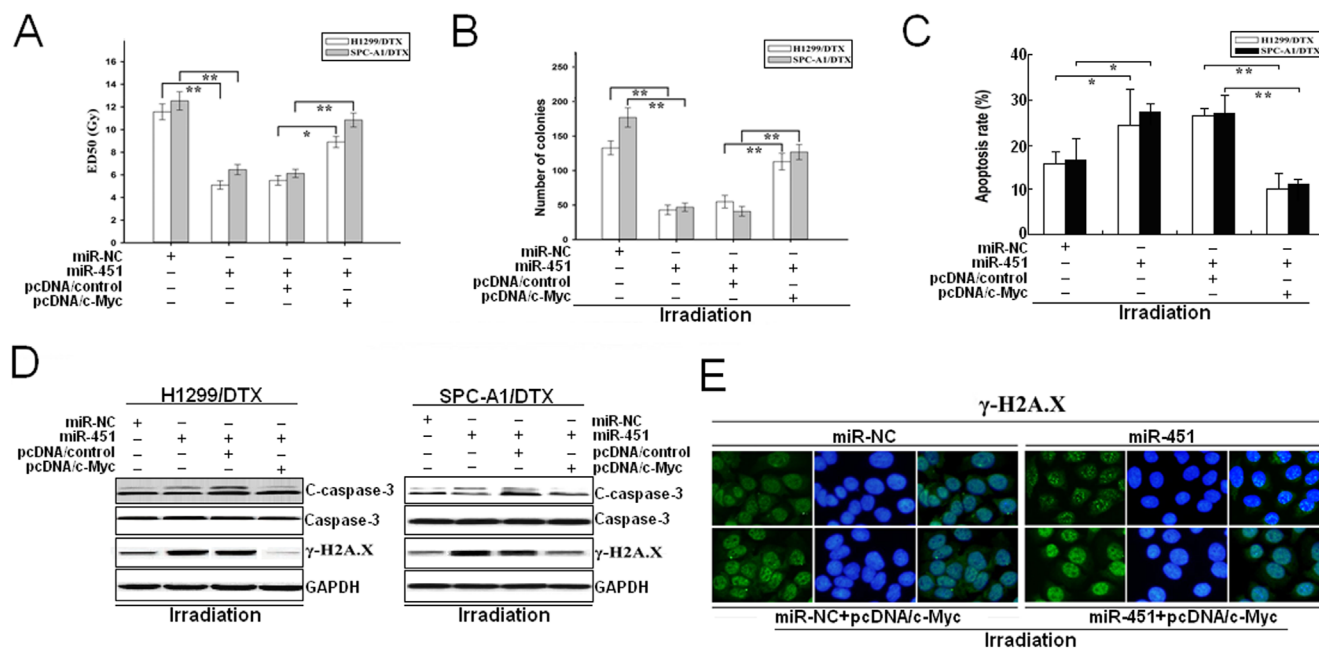 A
H1299/DTX
SPC-A1/DTX
ED50 (Gy)
16
14
12
10
8
6
4
2
0
**
**
*
**
miR-NC + – – –
miR-451 – + + +
pcDNA/control – – + –
pcDNA/c-Myc – – – +
B
H1299/DTX
SPC-A1/DTX
Number of colonies
250
200
150
100
50
0
**
**
**
**
miR-NC + – – –
miR-451 – + + +
pcDNA/control – – + –
pcDNA/c-Myc – – – +
Irradiation
C
H1299/DTX
SPC-A1/DTX
Apoptosis rate (%)
40
30
20
10
0
*
*
**
**
miR-NC + – – –
miR-451 – + + +
pcDNA/control – – + –
pcDNA/c-Myc – – – +
Irradiation
D
H1299/DTX
miR-NC + – – –
miR-451 – + + +
pcDNA/control – – + –
pcDNA/c-Myc – – – +
C-caspase-3
Caspase-3
γ-H2A.X
GAPDH
Irradiation
SPC-A1/DTX
+ – – – miR-NC
– + + + miR-451
– – + – pcDNA/control
– – – + pcDNA/c-Myc
C-caspase-3
Caspase-3
γ-H2A.X
GAPDH
Irradiation
E
γ-H2A.X
miR-NC miR-451
miR-NC+pcDNA/c-Myc miR-451+pcDNA/c-Myc
Irradiation